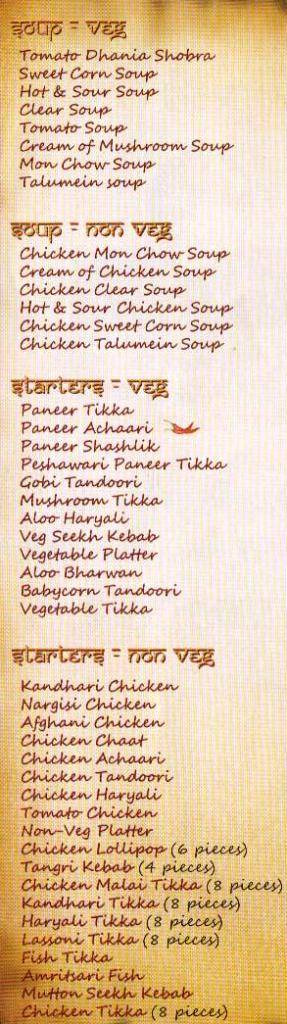 soup - veg
Tomato Dhania Shobra
Sweet Corn Soup
Hot & Sour Soup
Clear Soup
Tomato Soup
Cream of Mushroom Soup
Mon Chow Soup
Talumein soup
soup - non veg
Chicken Mon Chow Soup
Cream of Chicken Soup
Chicken Clear Soup
Hot & Sour Chicken Soup
Chicken Sweet Corn Soup
Chicken Talumein Soup
starters - veg
Paneer Tikka
Paneer Achaari
Paneer Shashlik
Peshawari Paneer Tikka
Gobi Tandoori
Mushroom Tikka
Aloo Haryali
Veg Seekh Kebab
Vegetable Platter
Aloo Bharwan
Babycorn Tandoori
Vegetable Tikka
starters - non veg
Kandhari Chicken
Nargisi Chicken
Afghani Chicken
Chicken Chaat
Chicken Achaari
Chicken Tandoori
Chicken Haryali
Tomato Chicken
Non-Veg Platter
Chicken Lollipop (6 pieces)
Tangri Kebab (4 pieces)
Chicken Malai Tikka (8 pieces)
Kandhari Tikka (8 pieces)
Haryali Tikka (8 pieces)
Lassoni Tikka (8 pieces)
Fish Tikka
Amritsari Fish
Mutton Seekh Kebab
Chicken Tikka (8 pieces)